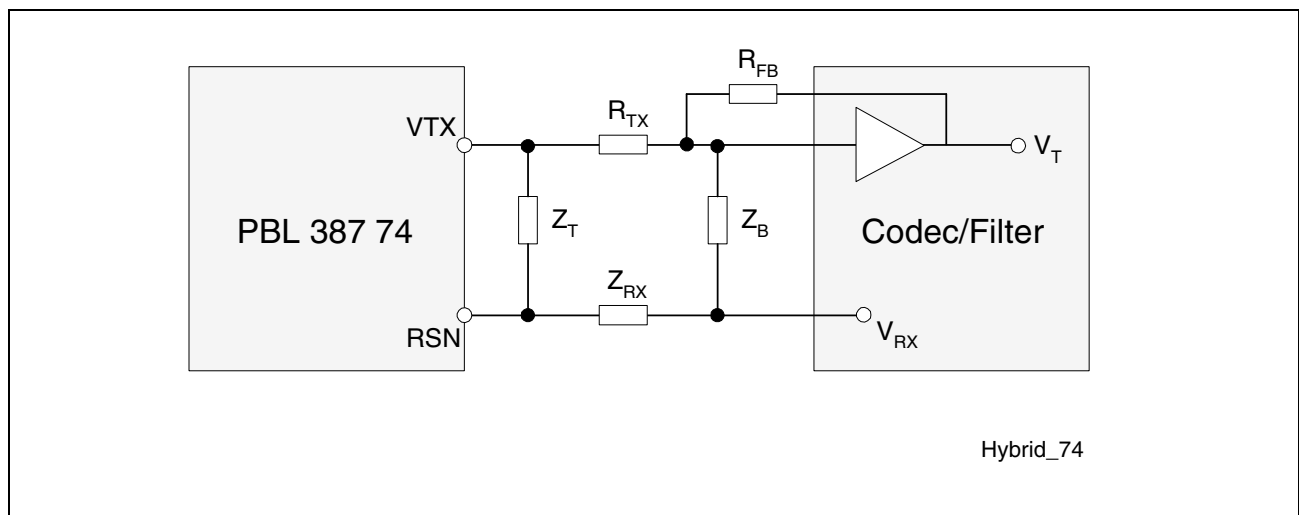 R_FB
VTX
R_TX
V_T
PBL 387 74
Z_T
Z_B
Codec/Filter
Z_RX
RSN
V_RX
Hybrid_74